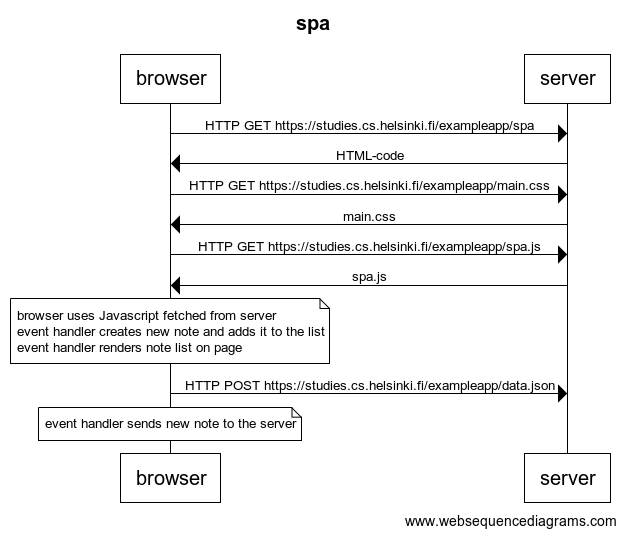 spa
browser
server
HTTP GET https://studies.cs.helsinki.fi/exampleapp/spa
HTML-code
HTTP GET https://studies.cs.helsinki.fi/exampleapp/main.css
main.css
HTTP GET https://studies.cs.helsinki.fi/exampleapp/spa.js
spa.js
browser uses Javascript fetched from server
event handler creates new note and adds it to the list
event handler renders note list on page
HTTP POST https://studies.cs.helsinki.fi/exampleapp/data.json
event handler sends new note to the server
browser
server
www.websequencediagrams.com